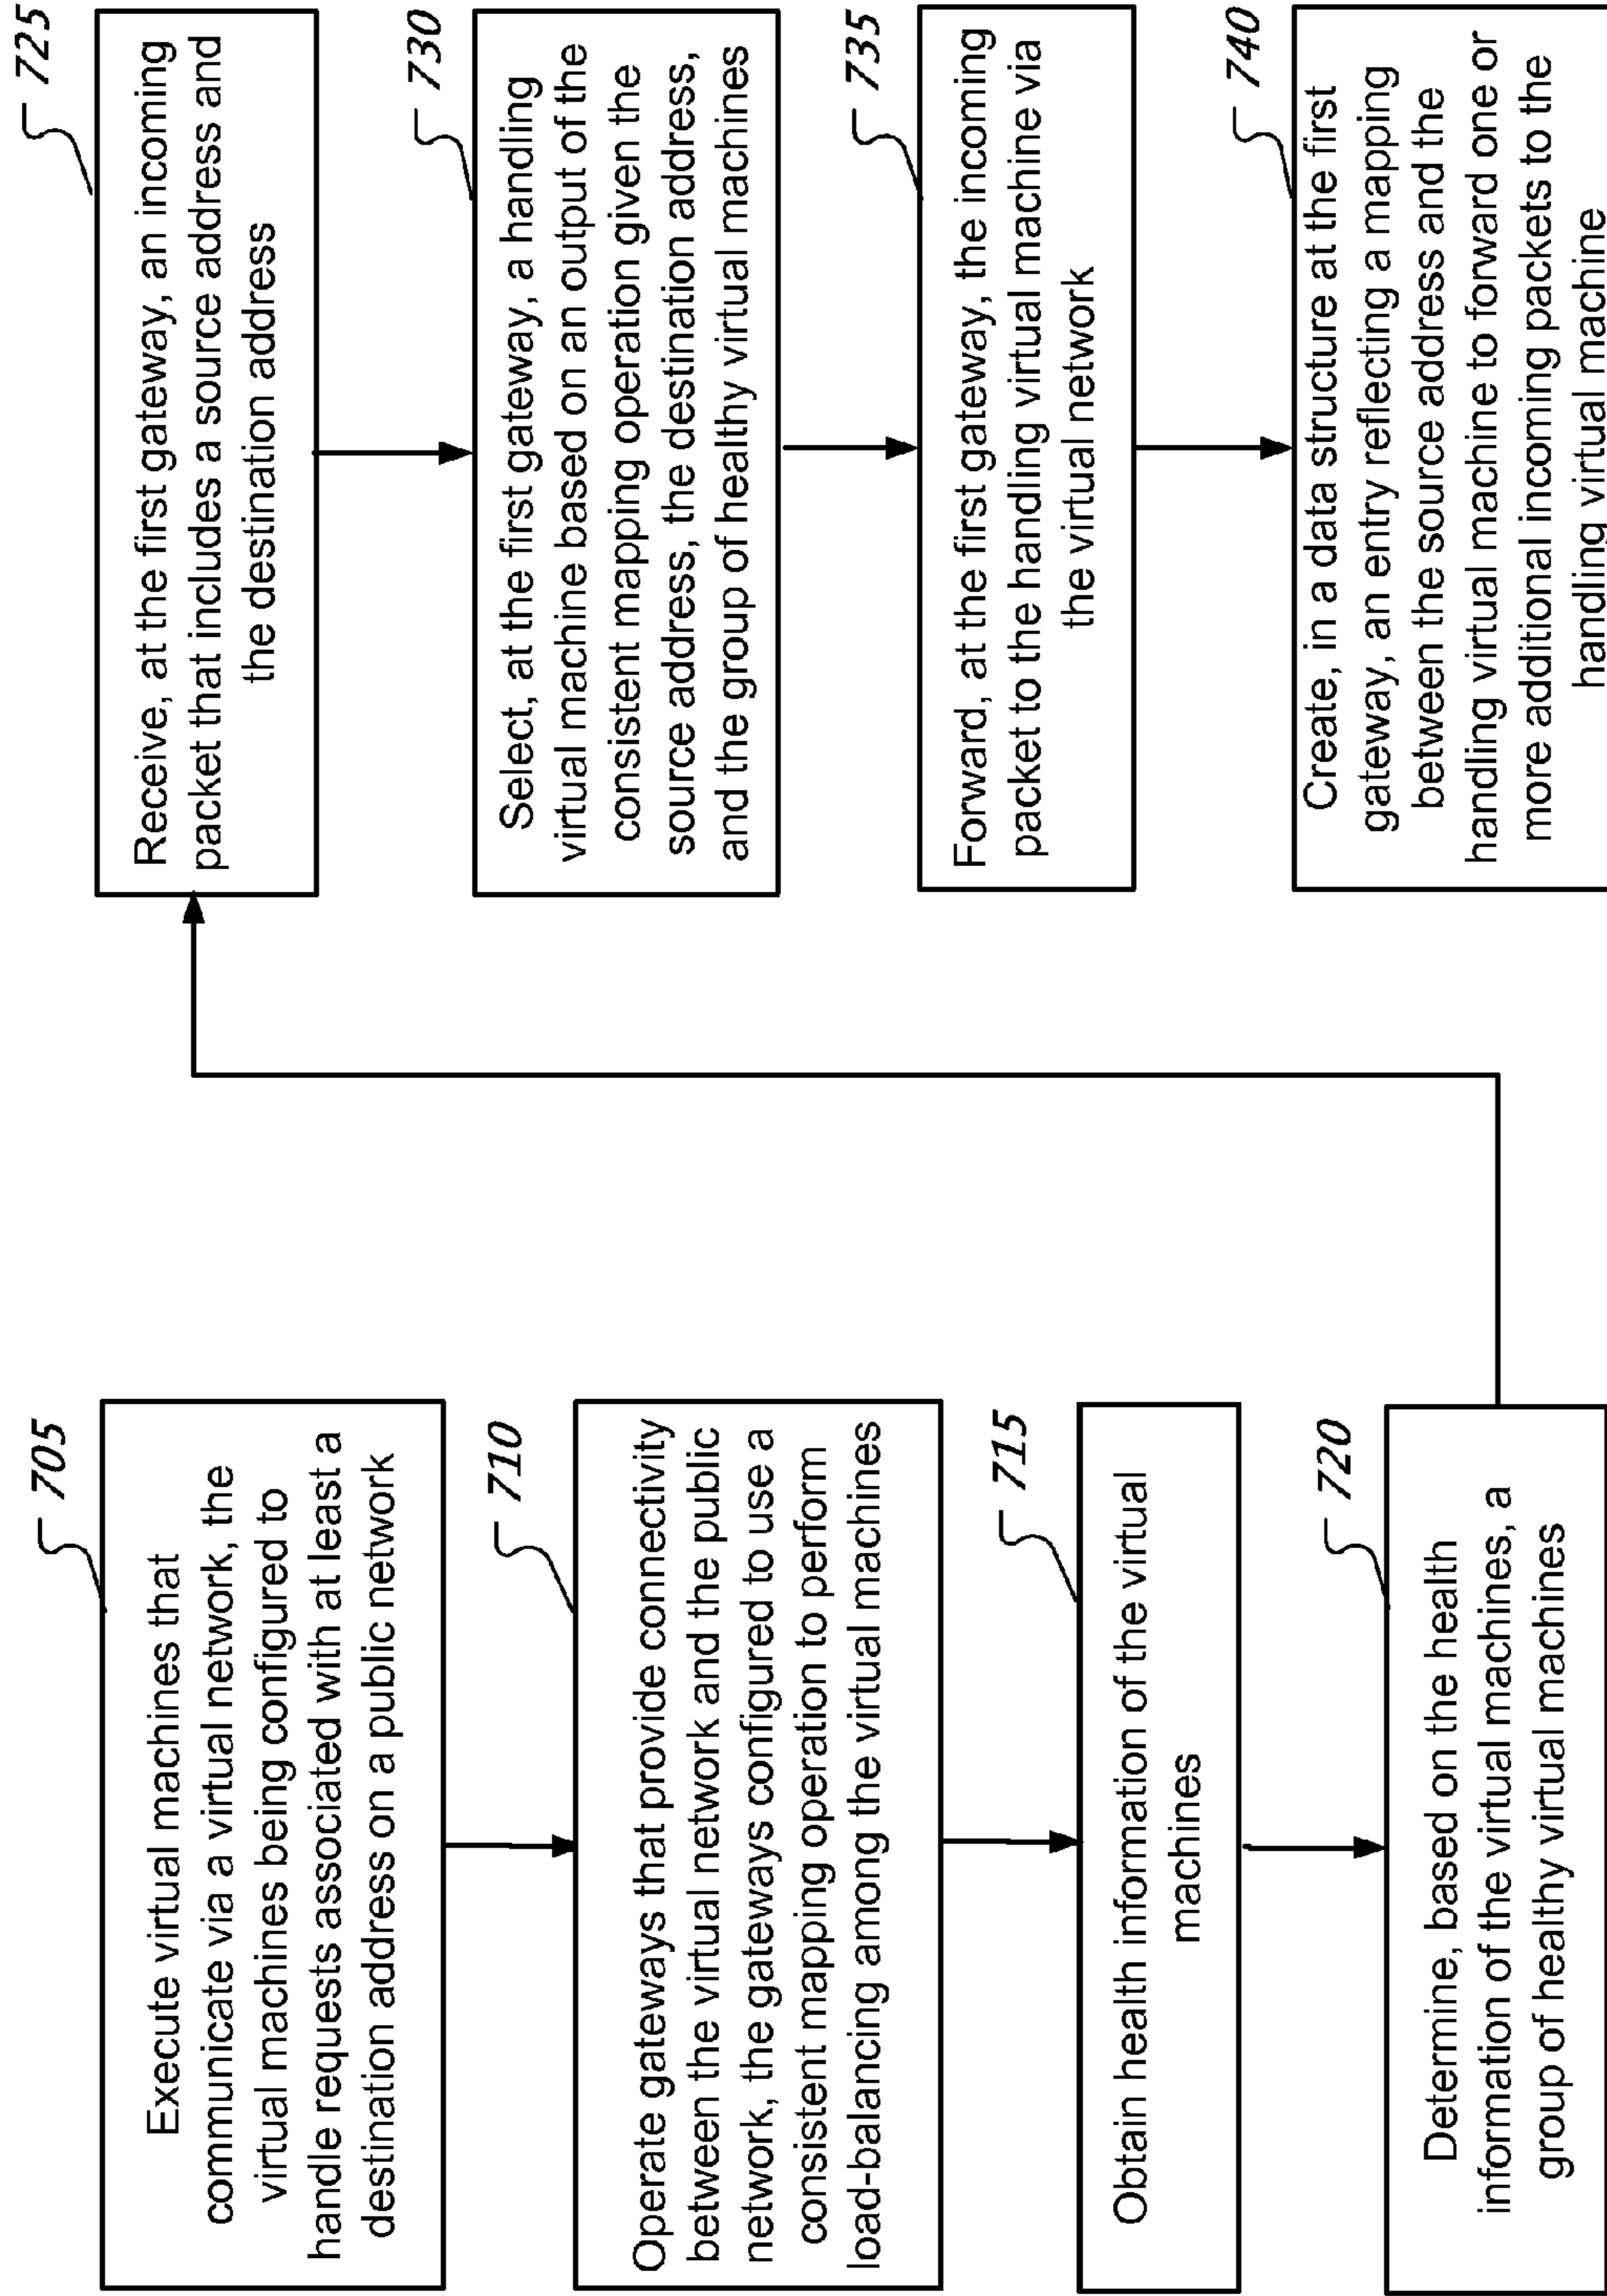 705
Execute virtual machines that
communicate via a virtual network, the
virtual machines being configured to
handle requests associated with at least a
destination address on a public network
710
Operate gateways that provide connectivity
between the virtual network and the public
network, the gateways configured to use a
consistent mapping operation to perform
load-balancing among the virtual machines
715
Obtain health information of the virtual
machines
720
Determine, based on the health
information of the virtual machines, a
group of healthy virtual machines
725
Receive, at the first gateway, an incoming
packet that includes a source address and
the destination address
730
Select, at the first gateway, a handling
virtual machine based on an output of the
consistent mapping operation given the
source address, the destination address,
and the group of healthy virtual machines
735
Forward, at the first gateway, the incoming
packet to the handling virtual machine via
the virtual network
740
Create, in a data structure at the first
gateway, an entry reflecting a mapping
between the source address and the
handling virtual machine to forward one or
more additional incoming packets to the
handling virtual machine